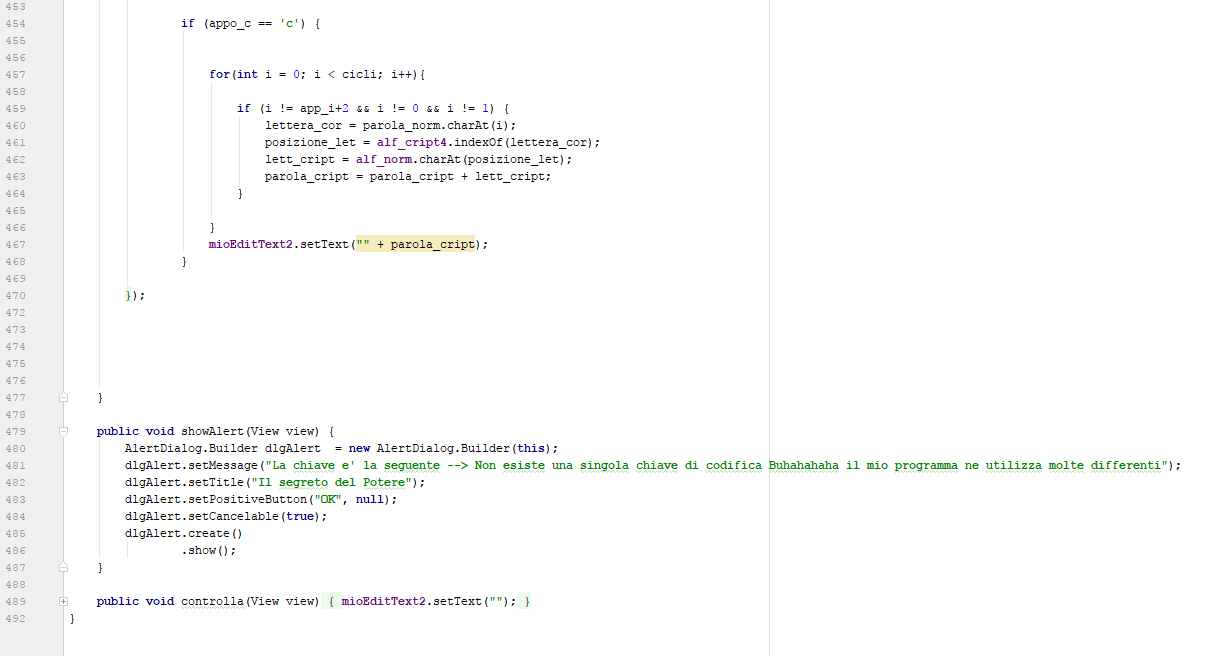 453
454 if (appo_c == 'c') {
455
456
457 for(int i = 0; i < cicli; i++){
458
459 if (i != app_i+2 && i != 0 && i != 1) {
460 lettera_cor = parola_norm.charAt(i);
461 posizione_let = alf_cript4.indexOf(lettera_cor);
462 lett_cript = alf_norm.charAt(posizione_let);
463 parola_cript = parola_cript + lett_cript;
464 }
465
466 }
467 mioEditText2.setText("" + parola_cript);
468 }
469
470 });
472
473
474
475
476
477 }
478
479 public void showAlert(View view) {
480 AlertDialog.Builder dlgAlert  = new AlertDialog.Builder(this);
481 dlgAlert.setMessage("La chiave e' la seguente --> Non esiste una singola chiave di codifica Buhahahaha il mio programma ne utilizza molte differenti");
482 dlgAlert.setTitle("Il segreto del Potere");
483 dlgAlert.setPositiveButton("OK", null);
484 dlgAlert.setCancelable(true);
485 dlgAlert.create()
486 .show();
487 }
488
489 public void controlla(View view) { mioEditText2.setText(""); }
492 }